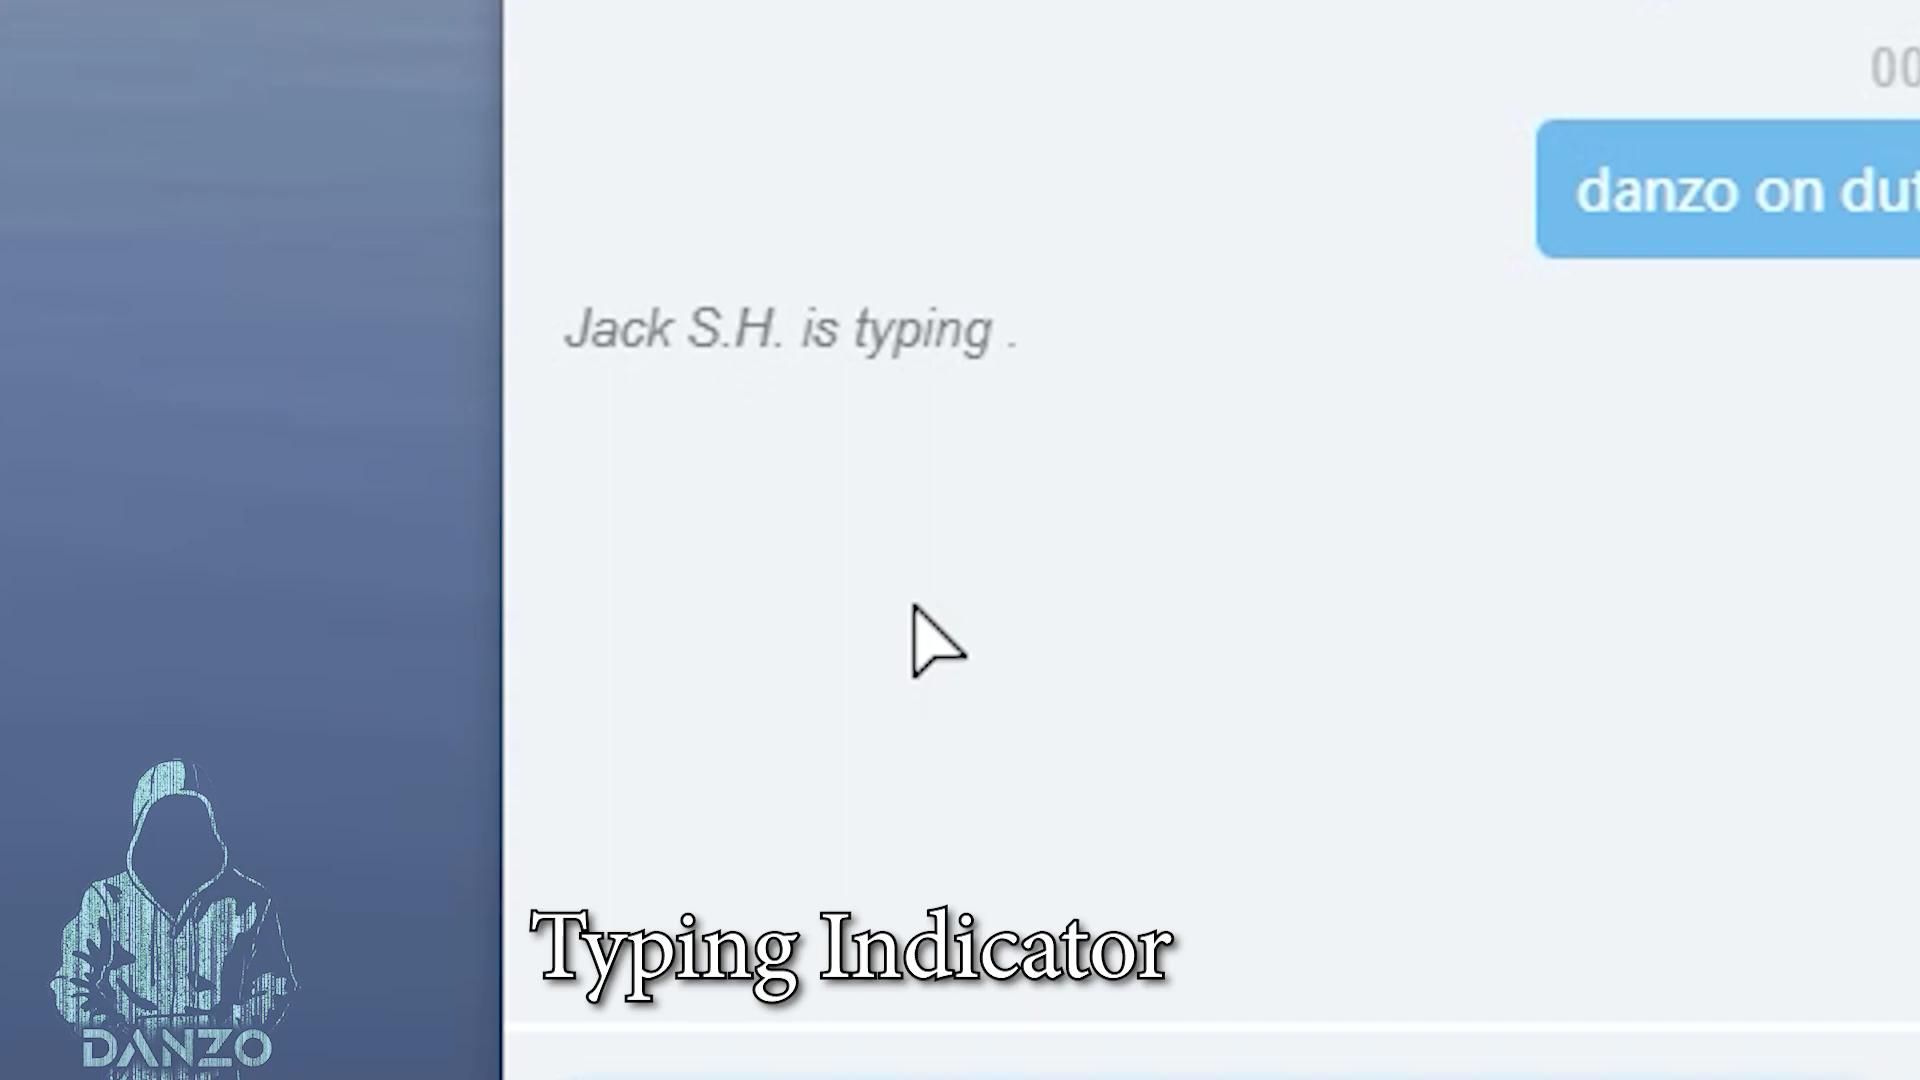 00
danzo on dut
Jack S.H. is typing .
Typing Indicator
DANZO